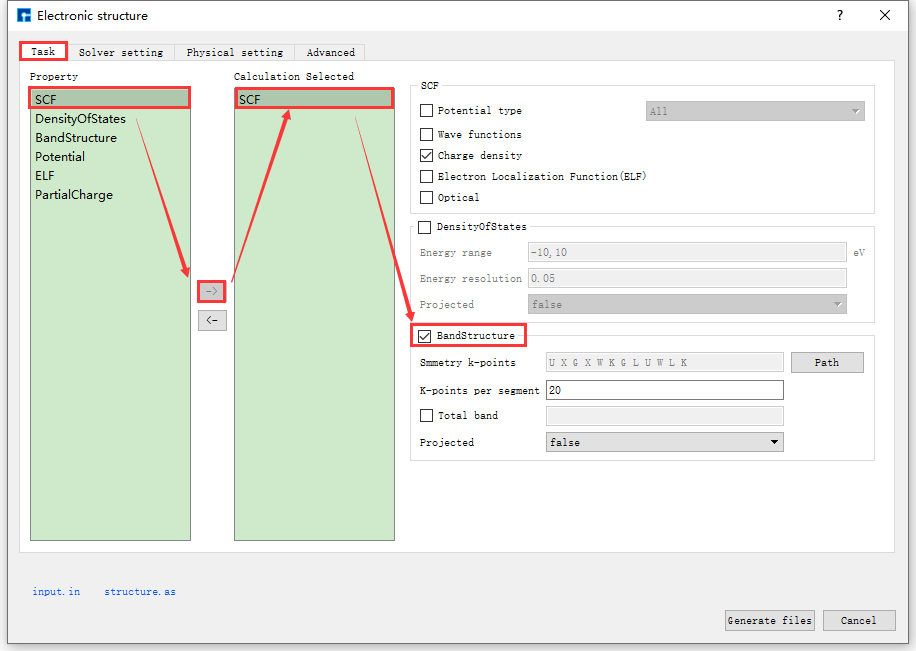 Electronic structure
?
Task Solver setting Physical setting Advanced
Property
SCF
DensityOfStates
BandStructure
Potential
ELF
PartialCharge
->
<-
Calculation Selected
SCF
SCF
Potential type All
Wave functions
Charge density
Electron Localization Function(ELF)
Optical
DensityOfStates
Energy range -10,10 eV
Energy resolution 0.05
Projected false
BandStructure
Smmetry k-points U X G X W K G L U W L K Path
K-points per segment 20
Total band
Projected false
input.in structure.as
Generate files Cancel